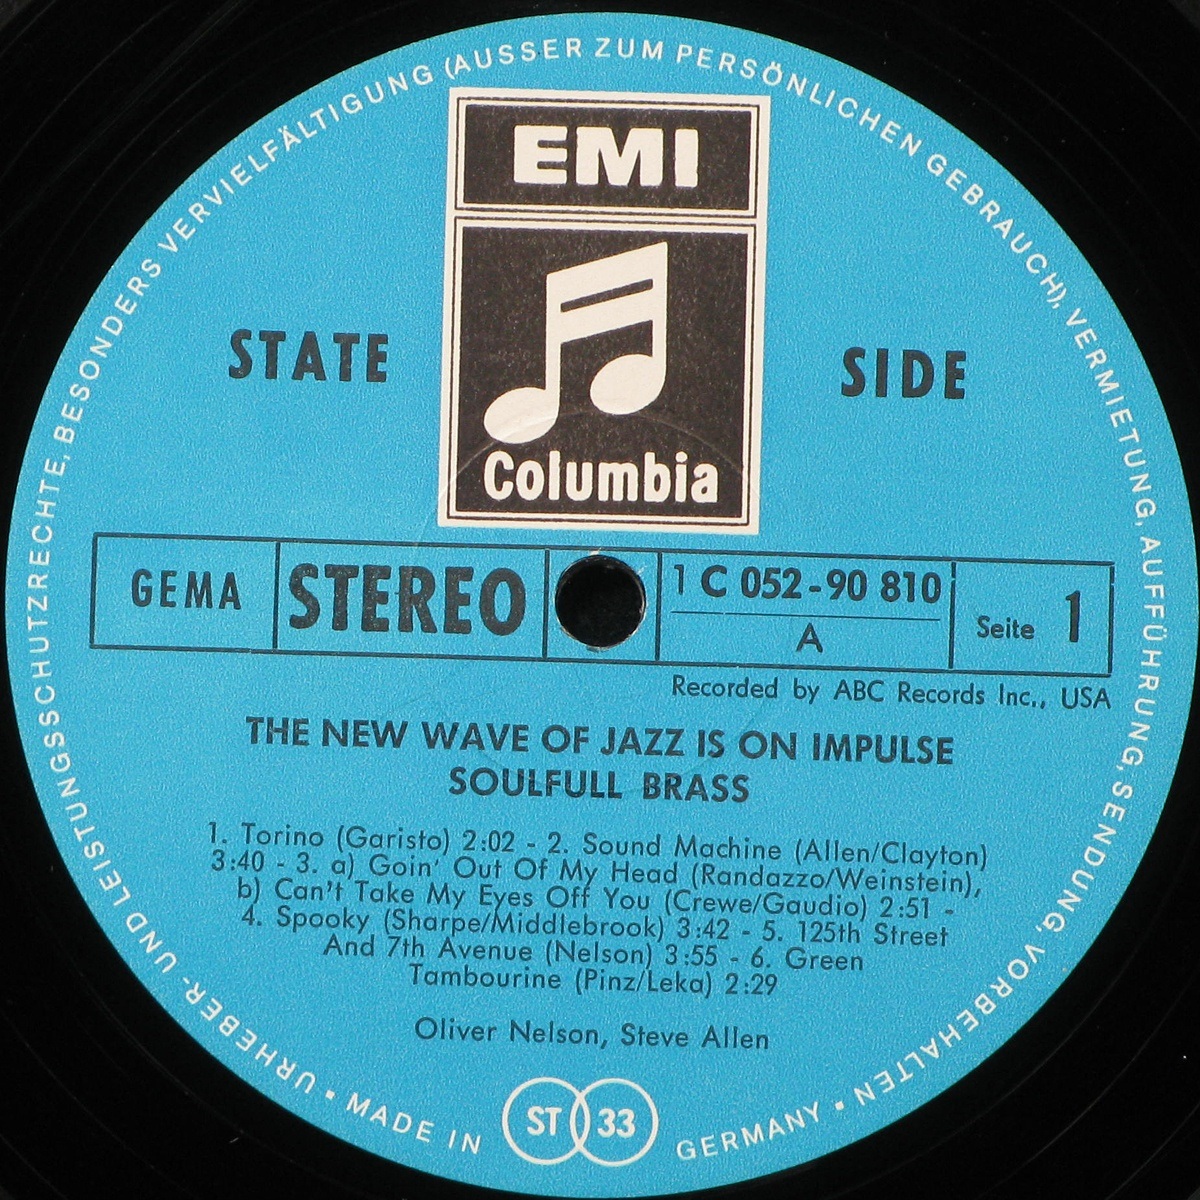 URHEBER- UND LEISTUNGSSCHUTZRECHTE, BESONDERS VERVIELFÄLTIGUNG (AUSSER ZUM PERSÖNLICHEN GEBRAUCH), VERMIETUNG, AUFFÜHRUNG, SENDUNG, VORBEHALTEN
EMI
Columbia
STATE SIDE
GEMA STEREO 1 C 052-90 810
A
Seite 1
Recorded by ABC Records Inc., USA
THE NEW WAVE OF JAZZ IS ON IMPULSE
SOULFULL BRASS
1. Torino (Garisto) 2:02 - 2. Sound Machine (Allen/Clayton)
3:40 - 3. a) Goin' Out Of My Head (Randazzo/Weinstein),
b) Can't Take My Eyes Off You (Crewe/Gaudio) 2:51 -
4. Spooky (Sharpe/Middlebrook) 3:42 - 5. 125th Street
And 7th Avenue (Nelson) 3:55 - 6. Green
Tambourine (Pinz/Leka) 2:29
Oliver Nelson, Steve Allen
MADE IN GERMANY
ST 33